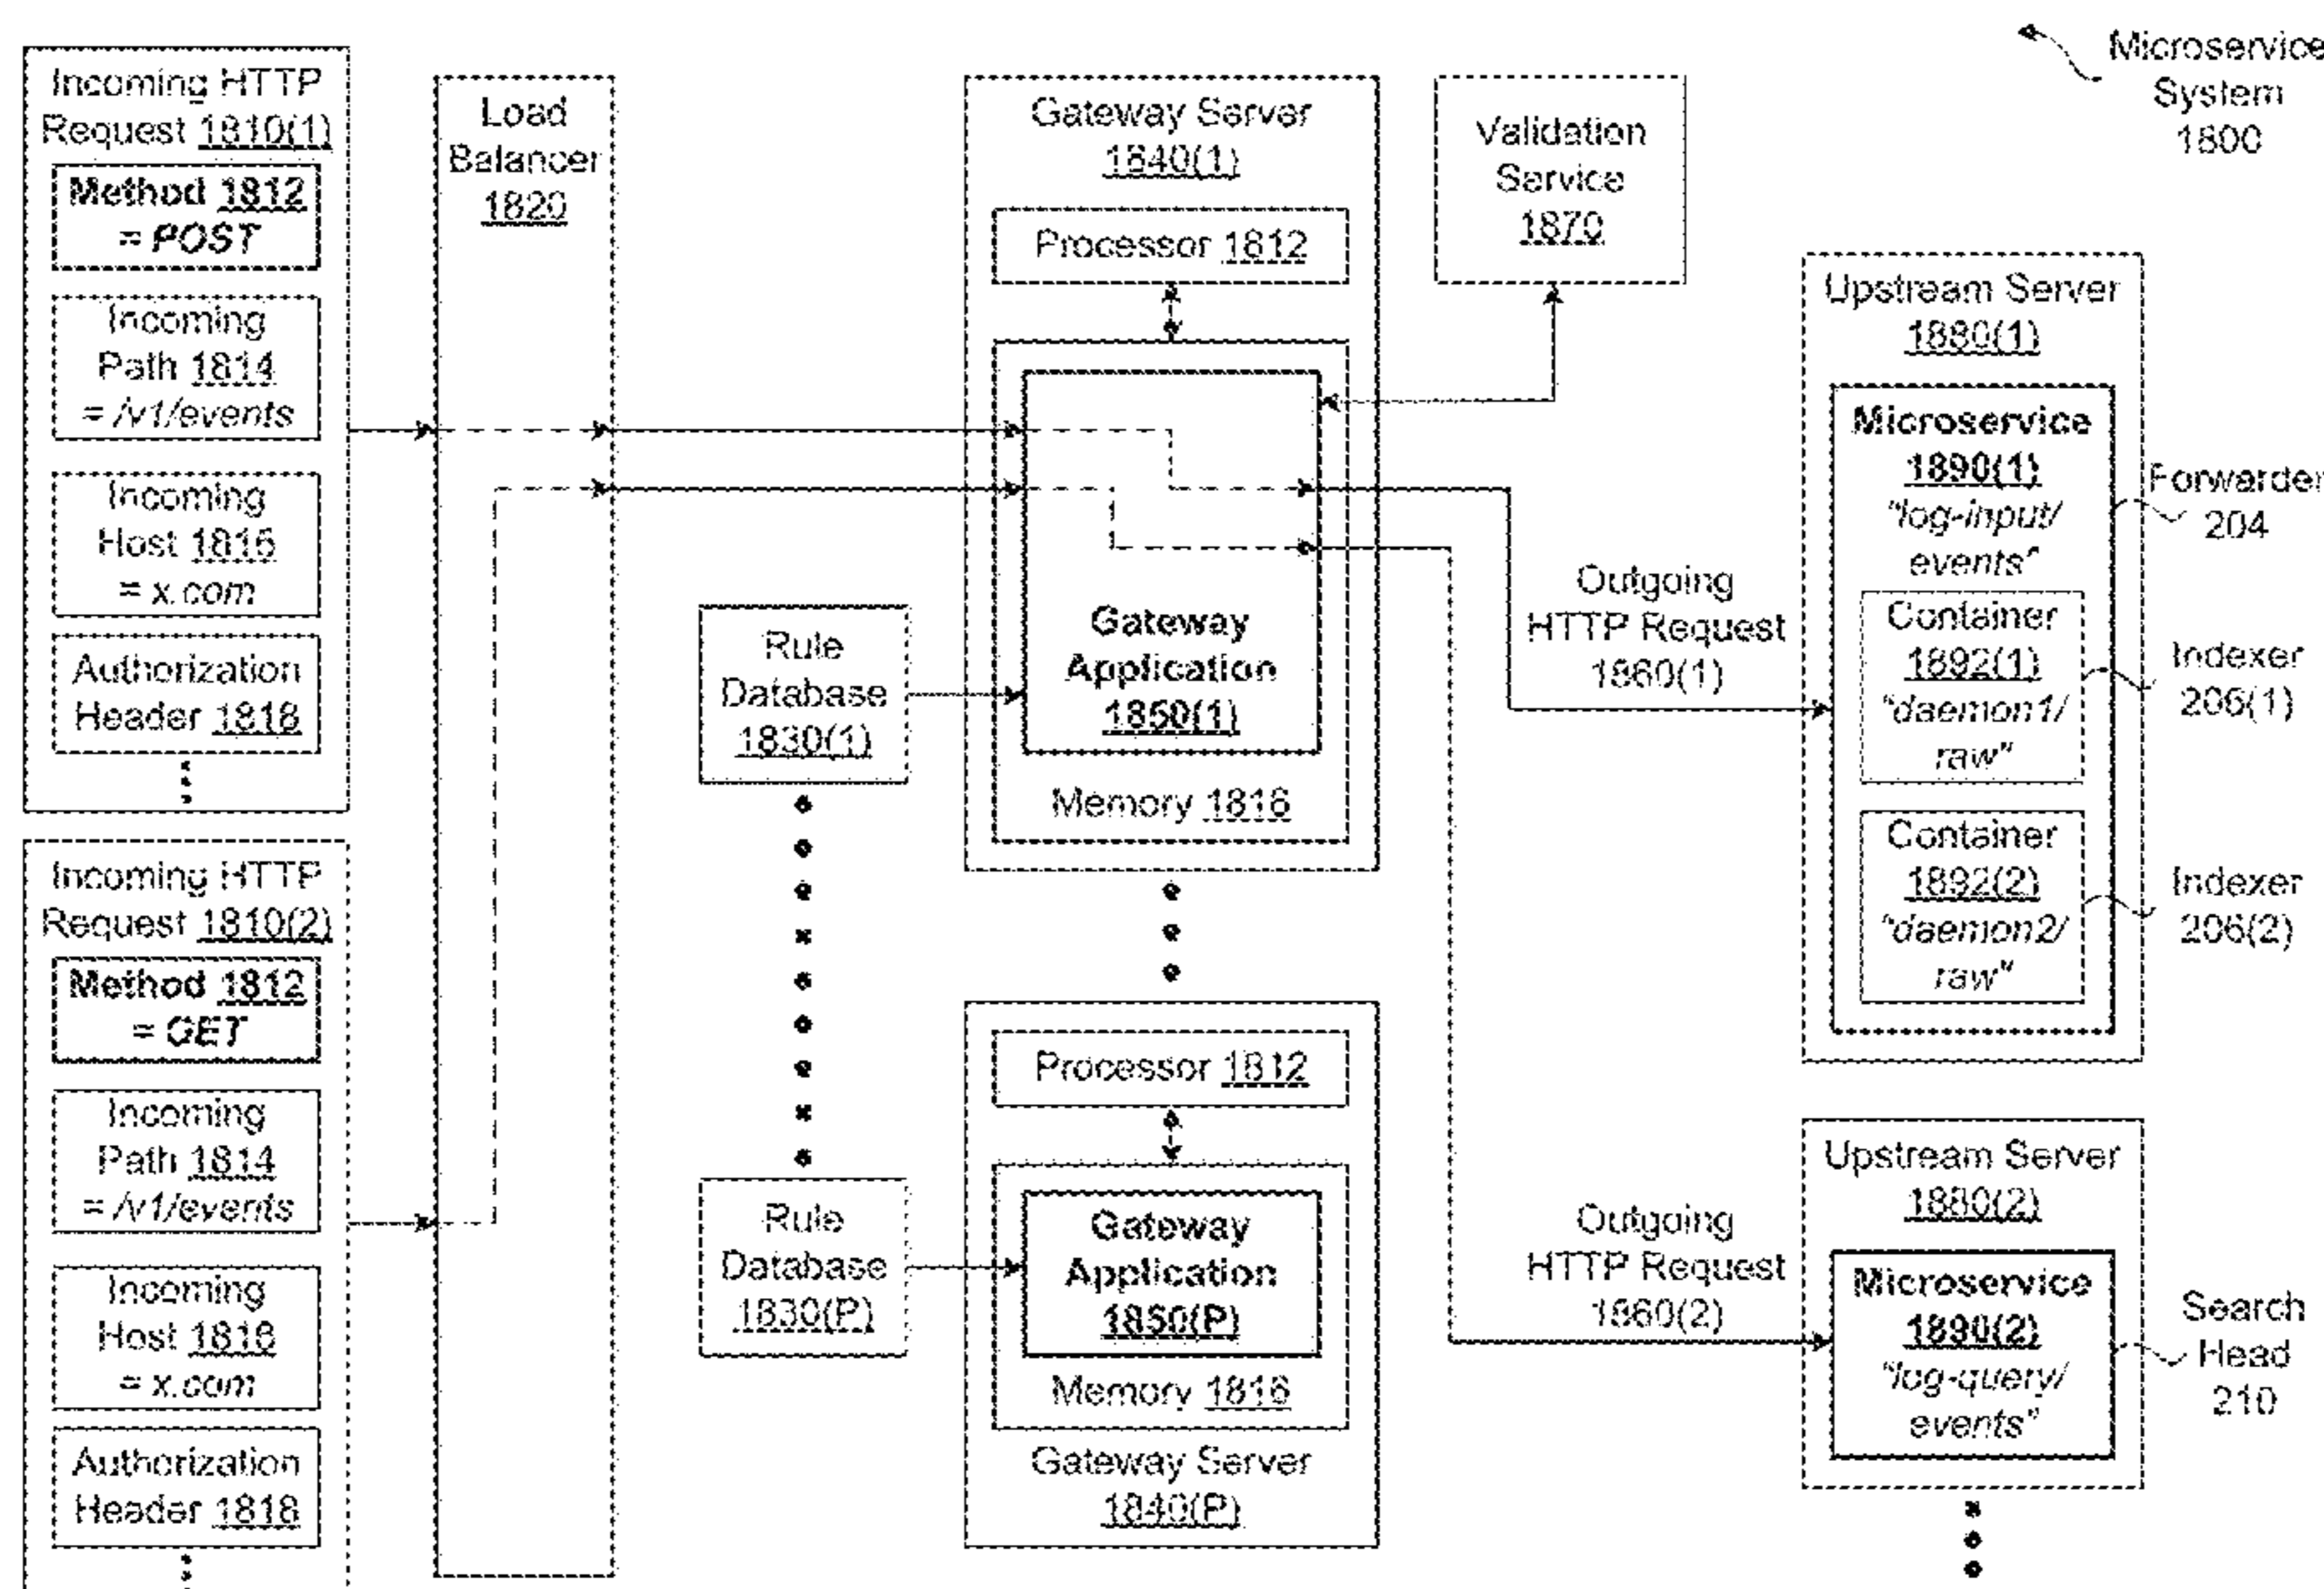 Microservice
System
1800
Incoming HTTP
Request 1810(1)
Method 1812
= POST
Incoming
Path 1814
= /v1/events
Incoming
Host 1816
= x.com
Authorization
Header 1818
Incoming HTTP
Request 1810(2)
Method 1812
= GET
Incoming
Path 1814
= /v1/events
Incoming
Host 1816
= x.com
Authorization
Header 1818
Load
Balancer
1820
Rule
Database
1830(1)
Rule
Database
1830(P)
Gateway Server
1840(1)
Processor 1812
Gateway
Application
1850(1)
Memory 1816
Processor 1812
Gateway
Application
1850(P)
Memory 1816
Gateway Server
1840(P)
Validation
Service
1870
Outgoing
HTTP Request
1860(1)
Outgoing
HTTP Request
1860(2)
Upstream Server
1880(1)
Microservice
1890(1)
"log-input/
events"
Container
1892(1)
"daemon1/
raw"
Container
1892(2)
"daemon2/
raw"
Forwarder
204
Indexer
206(1)
Indexer
206(2)
Upstream Server
1880(2)
Microservice
1890(2)
"log-query/
events"
Search
Head
210